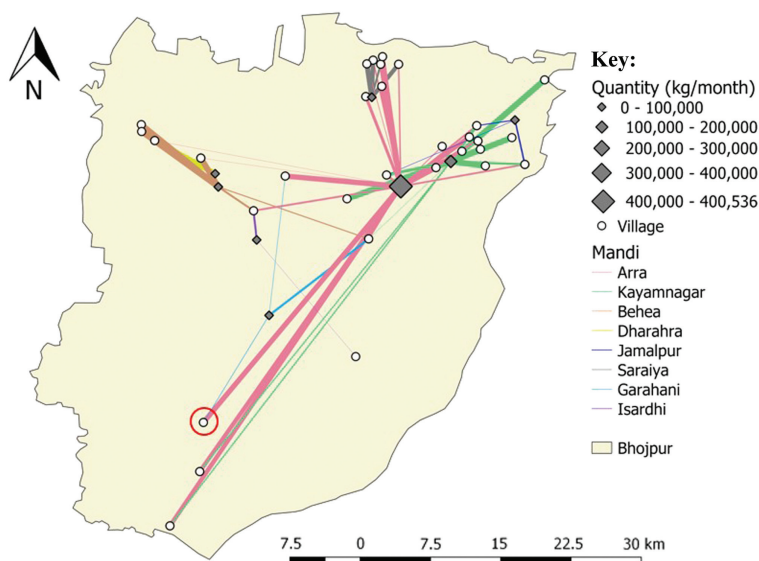 N
Key:
Quantity (kg/month)
0 - 100,000
100,000 - 200,000
200,000 - 300,000
300,000 - 400,000
400,000 - 400,536
Village
Mandi
Arra
Kayamnagar
Behea
Dharahra
Jamalpur
Saraiya
Garahani
Isardhi
Bhojpur
7.5 0 7.5 15 22.5 30 km